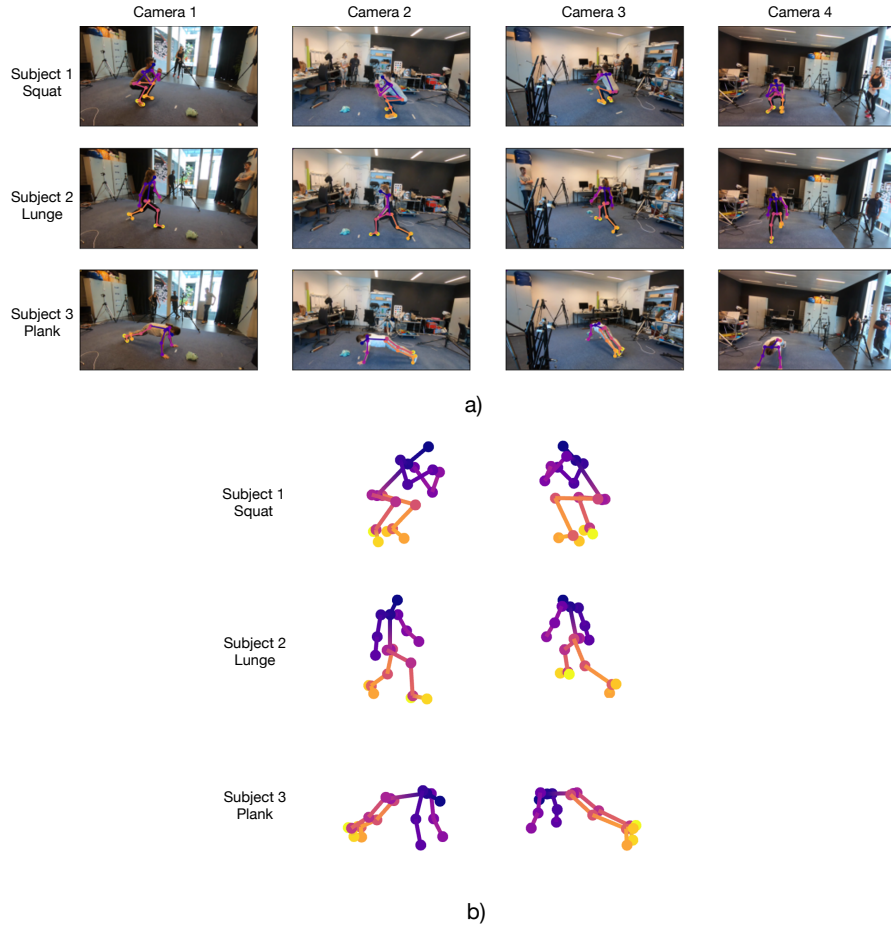 Camera 1
Camera 2
Camera 3
Camera 4
Subject 1
Squat
Subject 2
Lunge
Subject 3
Plank
a)
Subject 1
Squat
Subject 2
Lunge
Subject 3
Plank
b)